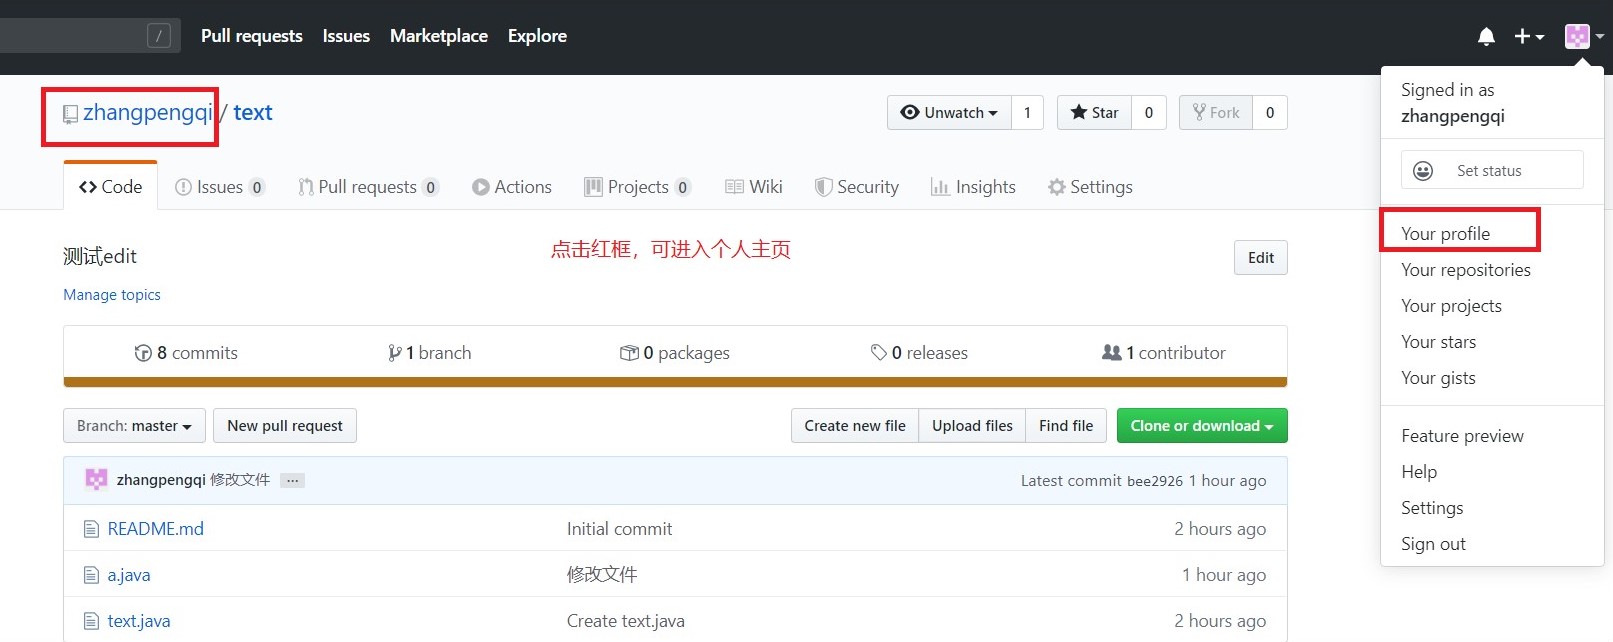 / Pull requests Issues Marketplace Explore
zhangpengqi / text Unwatch 1 Star 0 Fork 0
Code Issues 0 Pull requests 0 Actions Projects 0 Wiki Security Insights Settings
测试edit 点击红框，可进入个人主页 Edit
Manage topics
8 commits 1 branch 0 packages 0 releases 1 contributor
Branch: master New pull request Create new file Upload files Find file Clone or download
zhangpengqi 修改文件 ... Latest commit bee2926 1 hour ago
README.md Initial commit 2 hours ago
a.java 修改文件 1 hour ago
text.java Create text.java 2 hours ago
Signed in as
zhangpengqi
Set status
Your profile
Your repositories
Your projects
Your stars
Your gists
Feature preview
Help
Settings
Sign out